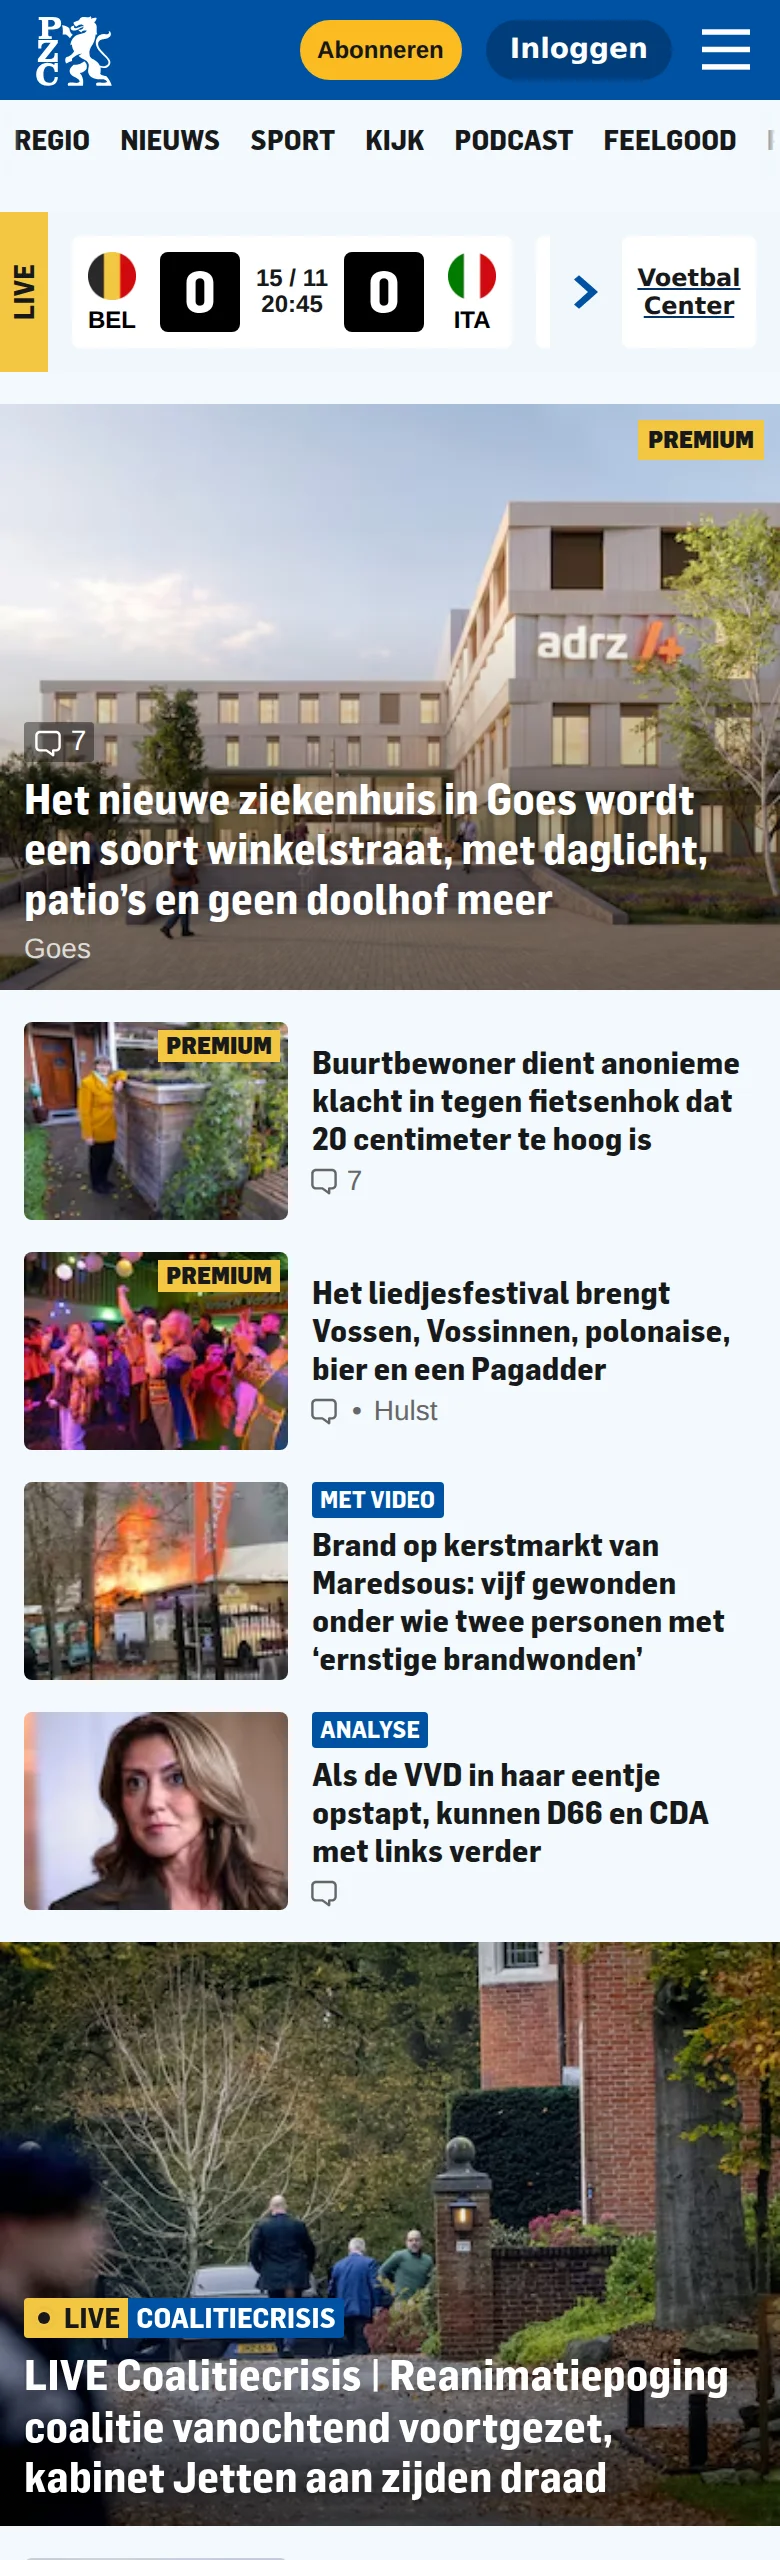 PZC
Abonneren
Inloggen
REGIO NIEUWS SPORT KIJK PODCAST FEELGOOD
LIVE
BEL
0
15 / 11
20:45
0
ITA
Voetbal
Center
PREMIUM
adrz
7
Het nieuwe ziekenhuis in Goes wordt
een soort winkelstraat, met daglicht,
patio’s en geen doolhof meer
Goes
PREMIUM
Buurtbewoner dient anonieme
klacht in tegen fietsenhok dat
20 centimeter te hoog is
7
PREMIUM
Het liedjesfestival brengt
Vossen, Vossinnen, polonaise,
bier en een Pagadder
• Hulst
MET VIDEO
Brand op kerstmarkt van
Maredsous: vijf gewonden
onder wie twee personen met
‘ernstige brandwonden’
ANALYSE
Als de VVD in haar eentje
opstapt, kunnen D66 en CDA
met links verder
LIVE COALITIECRISIS
LIVE Coalitiecrisis | Reanimatiepoging
coalitie vanochtend voortgezet,
kabinet Jetten aan zijden draad